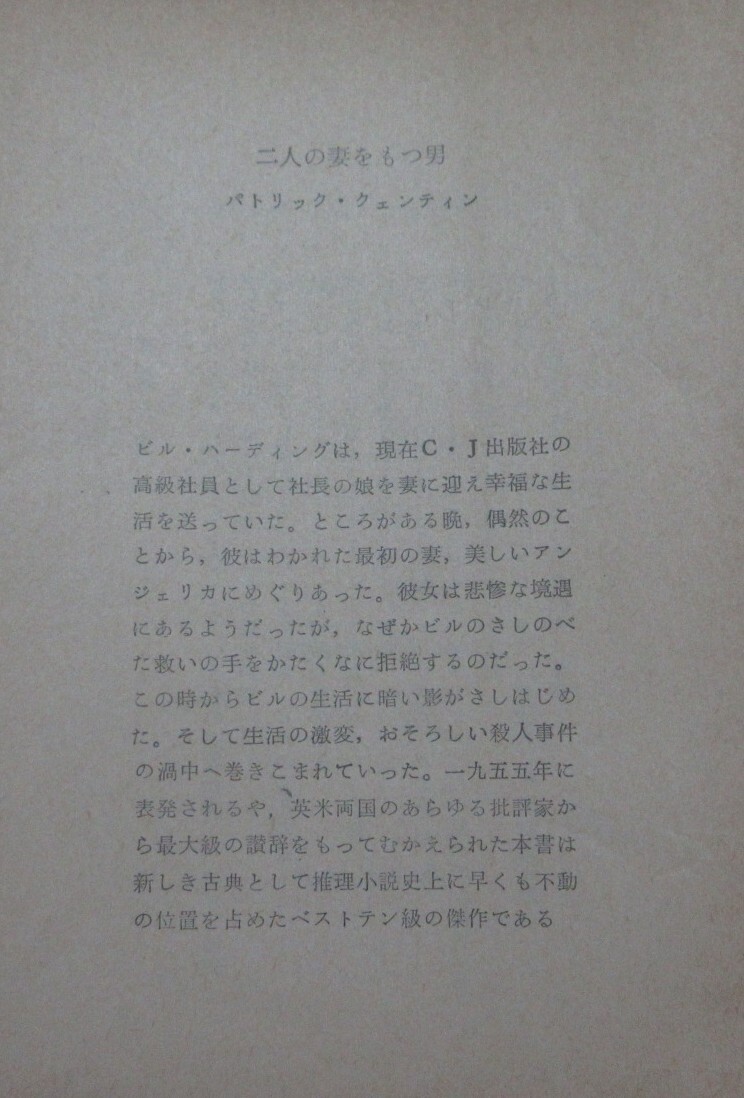 二人の妻をもつ男
パトリック・クェンティン
ビル・ハーディングは，現在C・J出版社の
高級社員として社長の娘を妻に迎え幸福な生
活を送っていた。ところがある晩，偶然のこ
とから，彼はわかれた最初の妻，美しいアン
ジェリカにめぐりあった。彼女は悲惨な境遇
にあるようだったが，なぜかビルのさしのべ
た救いの手をかたくなに拒絶するのだった。
この時からビルの生活に暗い影がさしはじめ
た。そして生活の激変，おそろしい殺人事件
の渦中へ巻きこまれていった。一九五五年に
表発されるや，英米両国のあらゆる批評家か
ら最大級の讃辞をもってむかえられた本書は
新しき古典として推理小説史上に早くも不動
の位置を占めたベストテン級の傑作である